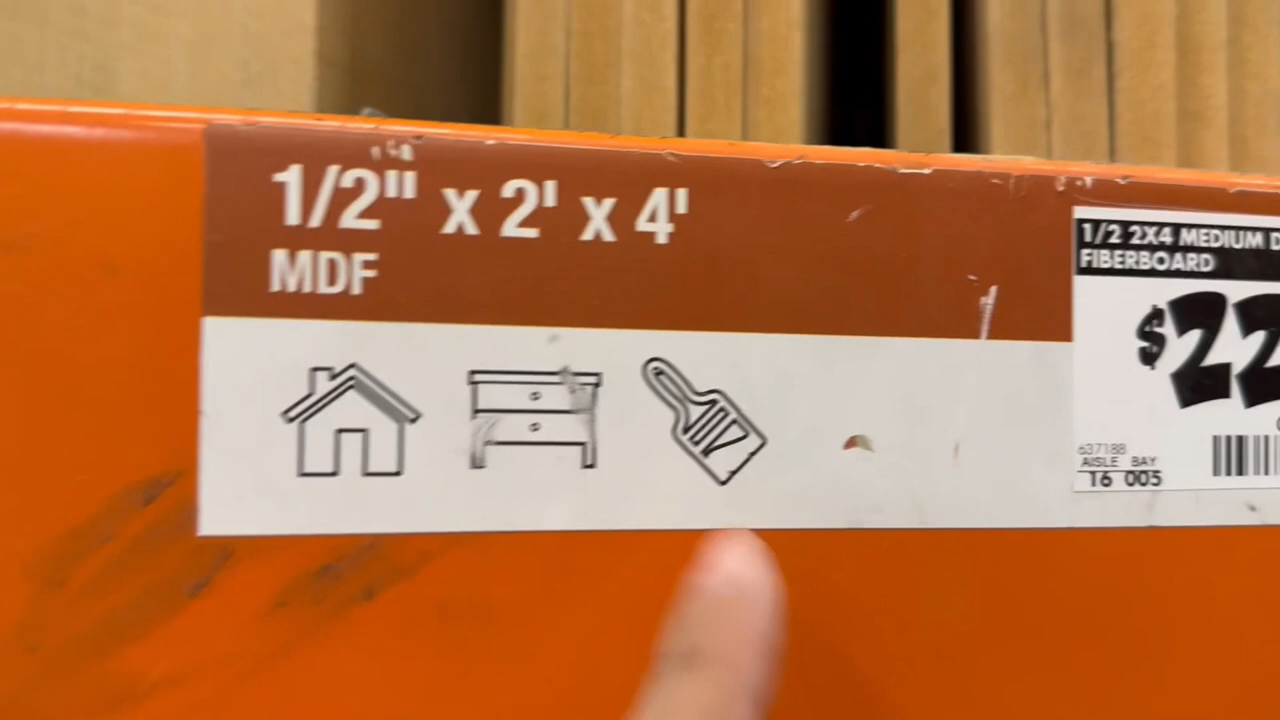 1/2" x 2' x 4'
MDF
1/2 2X4 MEDIUM
FIBERBOARD
$22
637188
AISLE BAY
16 005